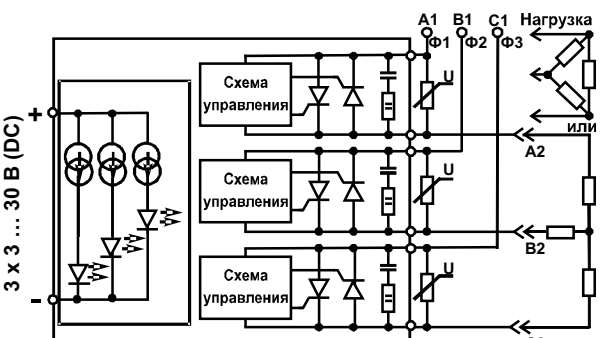 A1 B1 C1 Нагрузка
Ф1 Ф2 Ф3
Схема
управления
U
или
A2
+
3 x 3 ... 30 В (DC)
-
Схема
управления
U
B2
Схема
управления
U